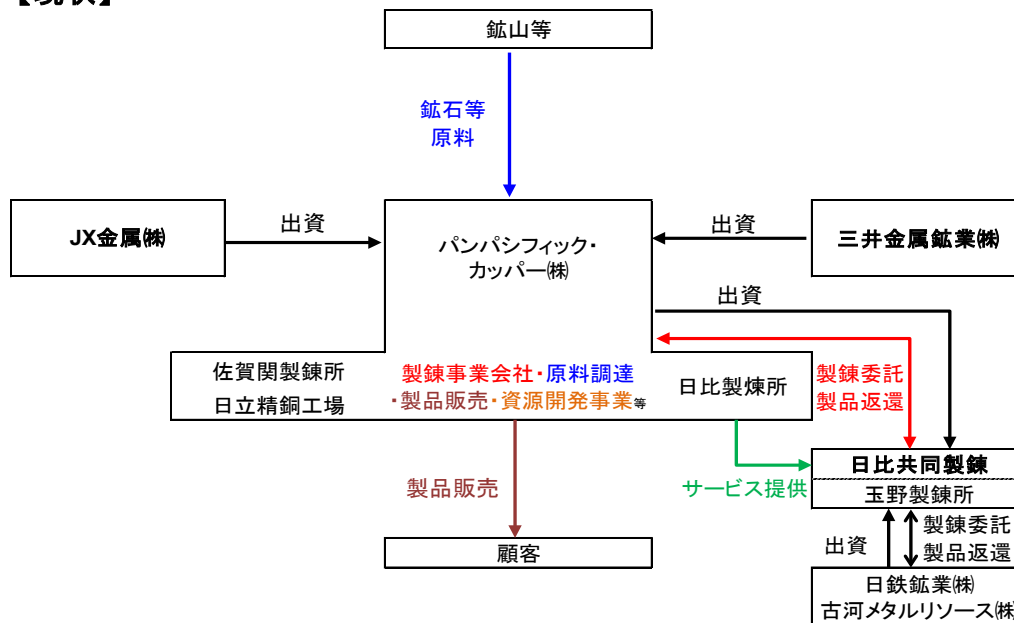 【現状】
鉱山等
鉱石等
原料
JX金属㈱
出資
パンパシフィック・
カッパー㈱
出資
三井金属鉱業㈱
出資
佐賀関製錬所
日立精銅工場
製錬事業会社・原料調達
・製品販売・資源開発事業等
日比製煉所
製錬委託
製品返還
製品販売
サービス提供
日比共同製錬
玉野製錬所
出資
製錬委託
製品返還
顧客
日鉄鉱業㈱
古河メタルリソース㈱